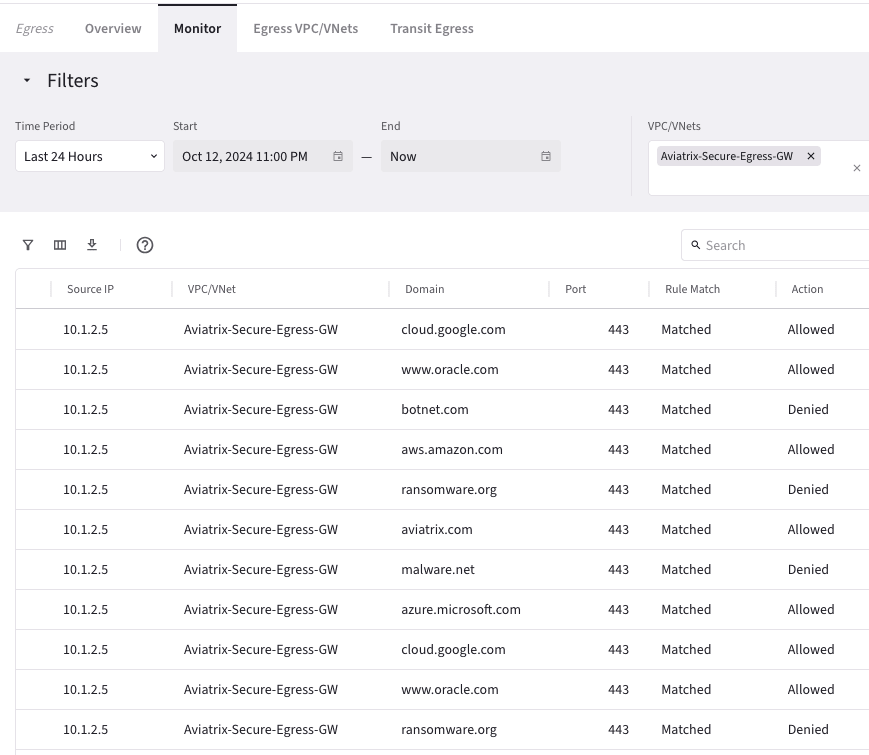 Egress Overview Monitor Egress VPC/VNets Transit Egress
Filters
Time Period Start End VPC/VNets
Last 24 Hours Oct 12, 2024 11:00 PM — Now Aviatrix-Secure-Egress-GW
Search
Source IP VPC/VNet Domain Port Rule Match Action
10.1.2.5 Aviatrix-Secure-Egress-GW cloud.google.com 443 Matched Allowed
10.1.2.5 Aviatrix-Secure-Egress-GW www.oracle.com 443 Matched Allowed
10.1.2.5 Aviatrix-Secure-Egress-GW botnet.com 443 Matched Denied
10.1.2.5 Aviatrix-Secure-Egress-GW aws.amazon.com 443 Matched Allowed
10.1.2.5 Aviatrix-Secure-Egress-GW ransomware.org 443 Matched Denied
10.1.2.5 Aviatrix-Secure-Egress-GW aviatrix.com 443 Matched Allowed
10.1.2.5 Aviatrix-Secure-Egress-GW malware.net 443 Matched Denied
10.1.2.5 Aviatrix-Secure-Egress-GW azure.microsoft.com 443 Matched Allowed
10.1.2.5 Aviatrix-Secure-Egress-GW cloud.google.com 443 Matched Allowed
10.1.2.5 Aviatrix-Secure-Egress-GW www.oracle.com 443 Matched Allowed
10.1.2.5 Aviatrix-Secure-Egress-GW ransomware.org 443 Matched Denied